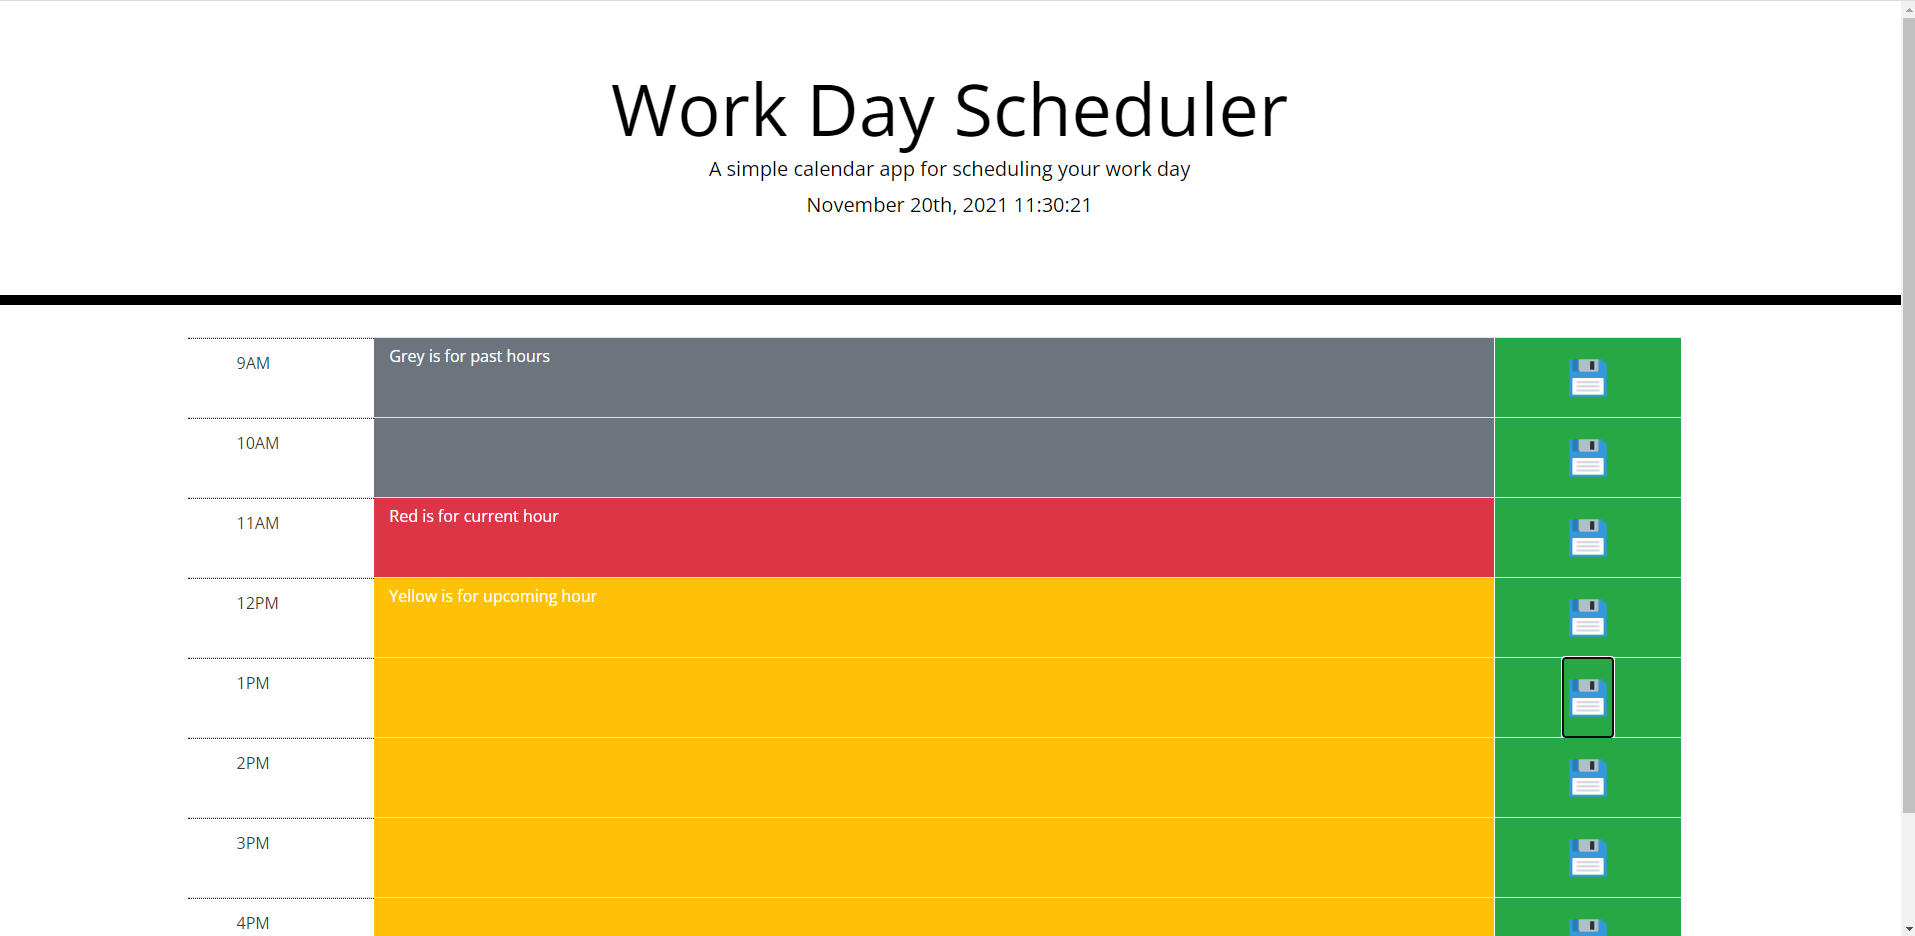 Work Day Scheduler
A simple calendar app for scheduling your work day
November 20th, 2021 11:30:21
9AM
Grey is for past hours
10AM
11AM
Red is for current hour
12PM
Yellow is for upcoming hour
1PM
2PM
3PM
4PM